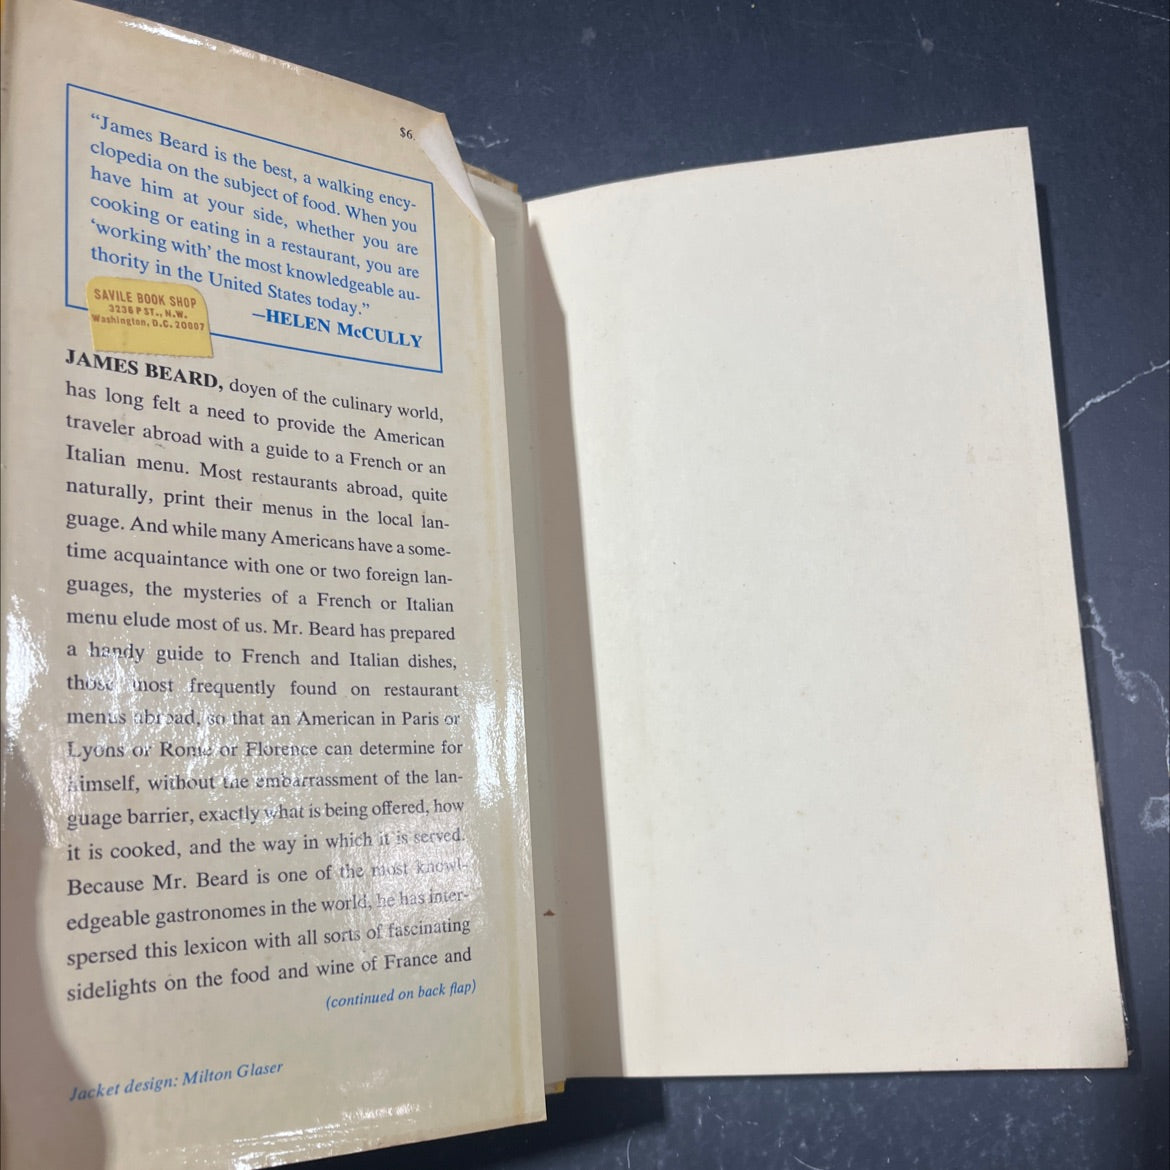 $6.
“James Beard is the best, a walking ency-
clopedia on the subject of food. When you
have him at your side, whether you are
cooking or eating in a restaurant, you are
‘working with’ the most knowledgeable au-
thority in the United States today.”
—HELEN McCULLY
SAVILE BOOK SHOP
3236 P ST., N.W.
Washington, D.C. 20007
JAMES BEARD, doyen of the culinary world,
has long felt a need to provide the American
traveler abroad with a guide to a French or an
Italian menu. Most restaurants abroad, quite
naturally, print their menus in the local lan-
guage. And while many Americans have a some-
time acquaintance with one or two foreign lan-
guages, the mysteries of a French or Italian
menu elude most of us. Mr. Beard has prepared
a handy guide to French and Italian dishes,
those most frequently found on restaurant
menus abroad, so that an American in Paris or
Lyons or Rome or Florence can determine for
himself, without the embarrassment of the lan-
guage barrier, exactly what is being offered, how
it is cooked, and the way in which it is served.
Because Mr. Beard is one of the most knowl-
edgeable gastronomes in the world, he has inter-
spersed this lexicon with all sorts of fascinating
sidelights on the food and wine of France and
(continued on back flap)
Jacket design: Milton Glaser